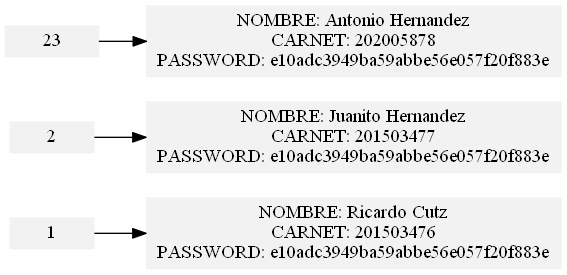 NOMBRE: Antonio Hernandez
23
CARNET: 202005878
PASSWORD: e10adc3949ba59abbe56e057f20f883e
NOMBRE: Juanito Hernandez
2
CARNET: 201503477
PASSWORD: e10adc3949ba59abbe56e057f20f883e
NOMBRE: Ricardo Cutz
1
CARNET: 201503476
PASSWORD: e10adc3949ba59abbe56e057f20f883e